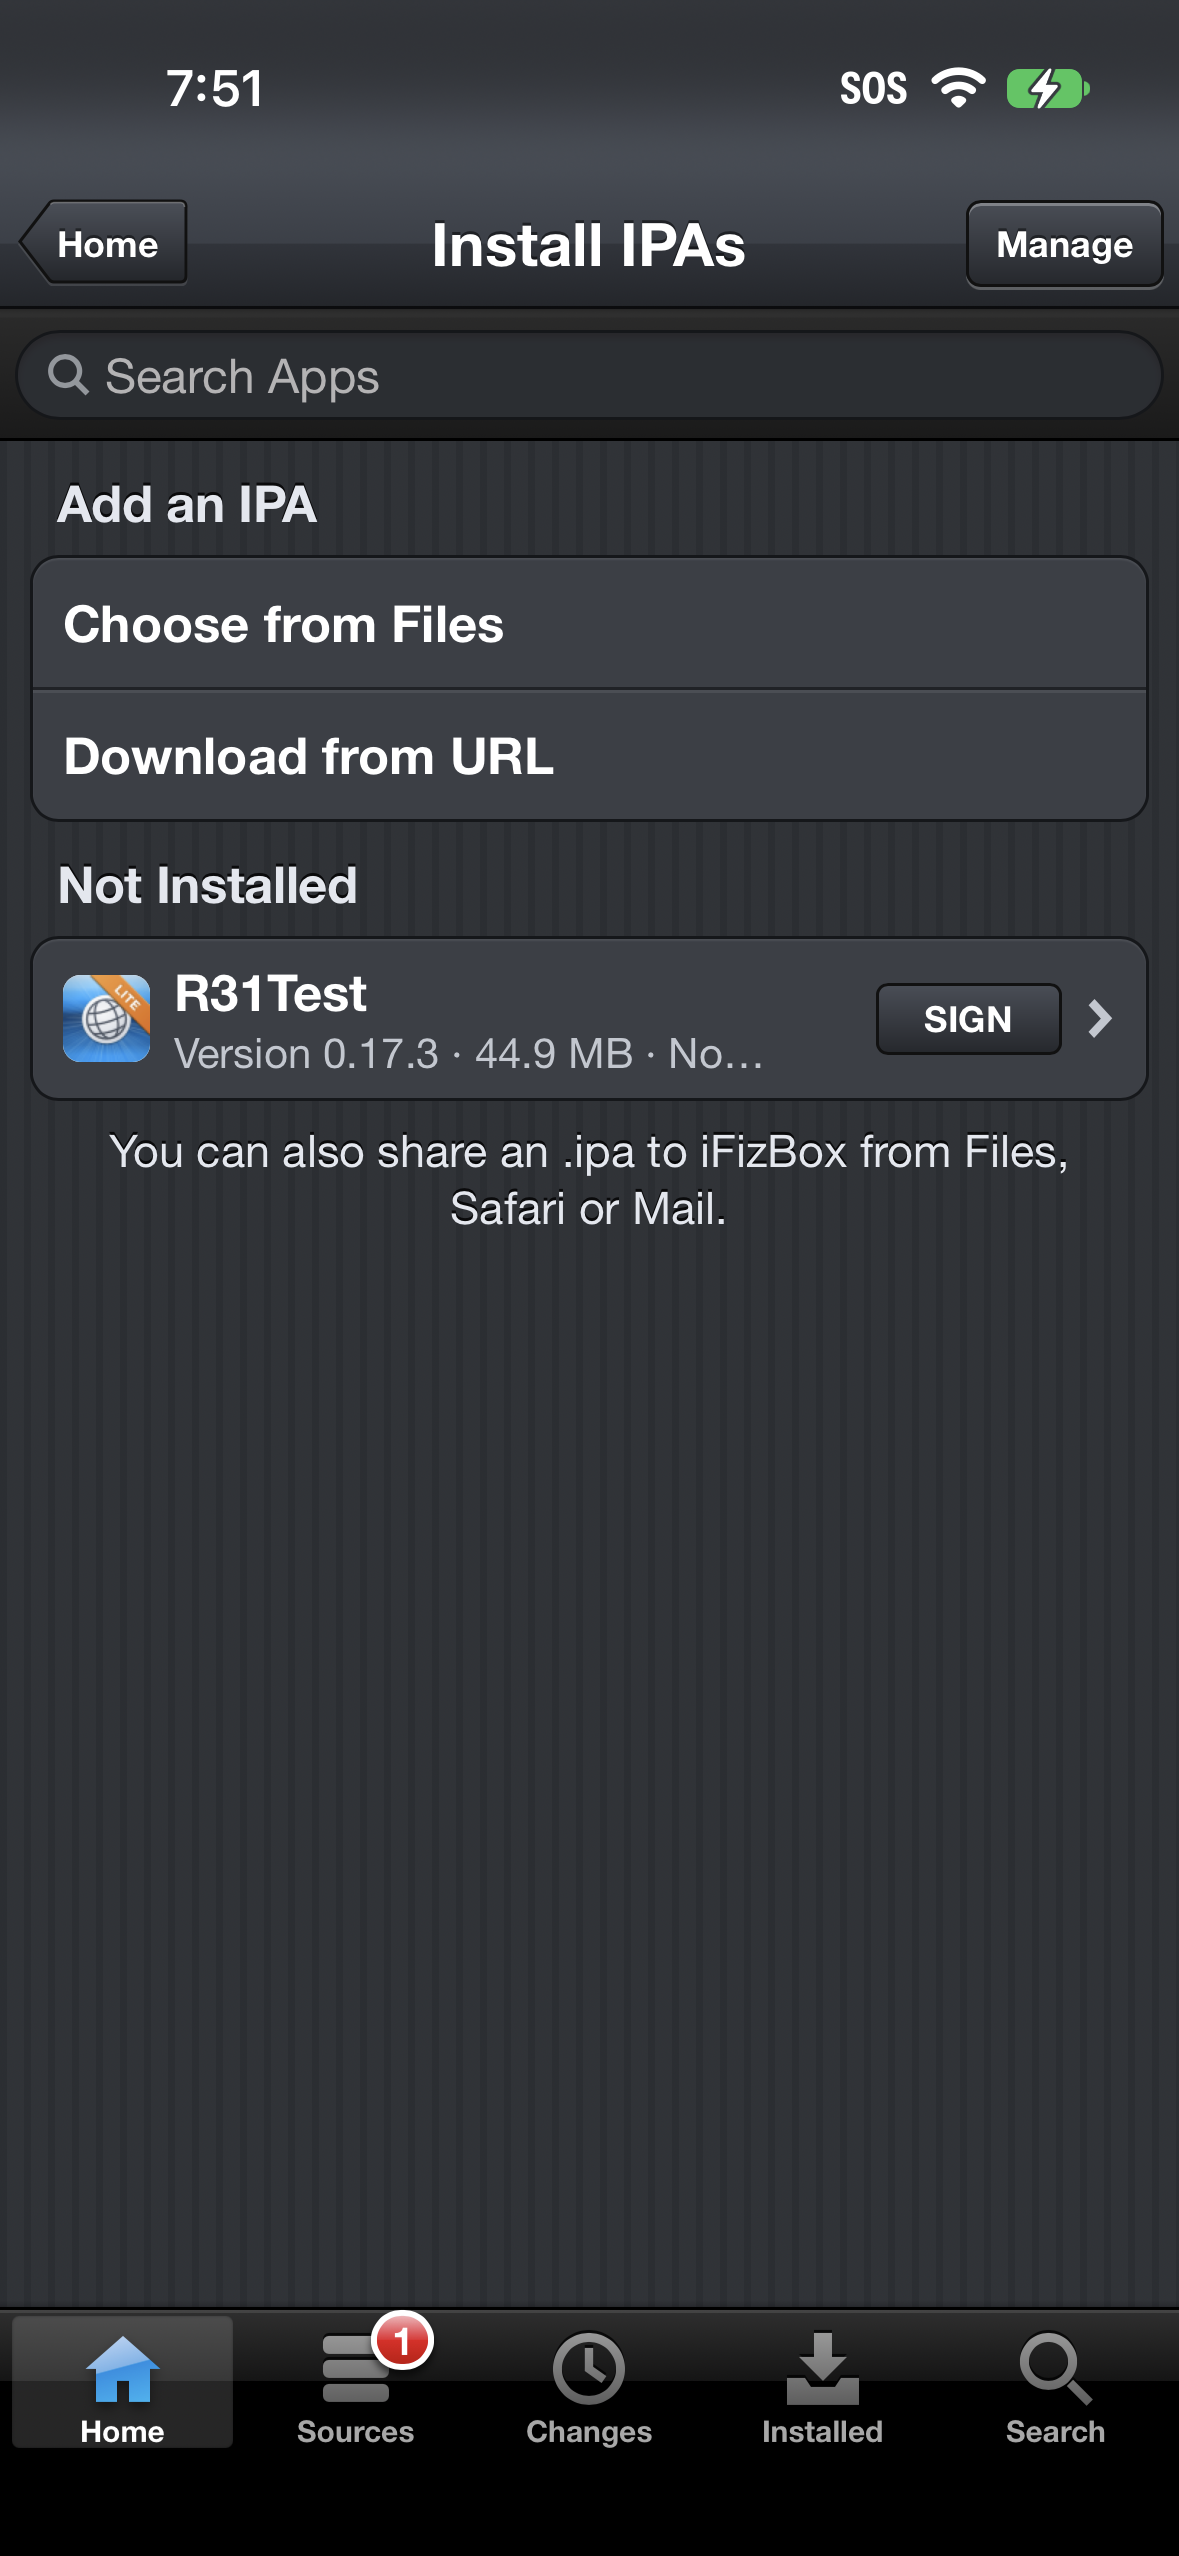 7:51
SOS
Home
Install IPAs
Manage
Search Apps
Add an IPA
Choose from Files
Download from URL
Not Installed
LITE
R31Test
Version 0.17.3 · 44.9 MB · No…
SIGN
You can also share an .ipa to iFizBox from Files,
Safari or Mail.
1
Home
Sources
Changes
Installed
Search